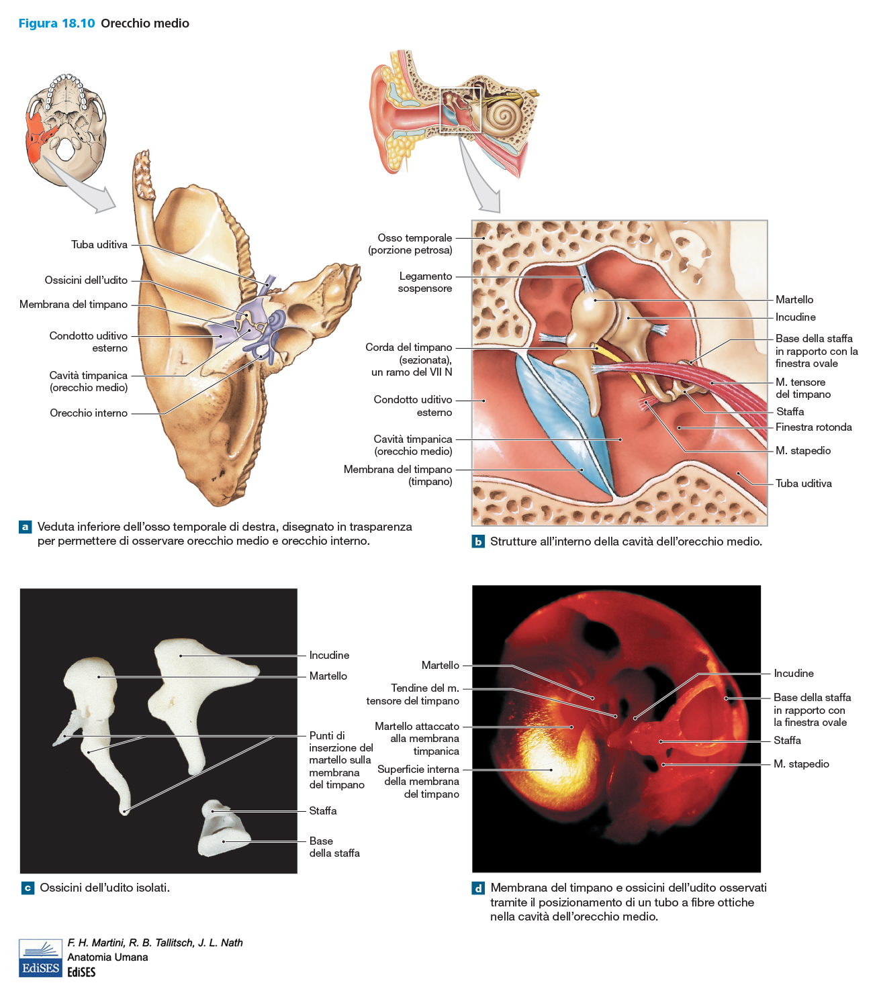 Figura 18.10 Orecchio medio
Tuba uditiva
Ossicini dell'udito
Membrana del timpano
Condotto uditivo
esterno
Cavità timpanica
(orecchio medio)
Orecchio interno
a Veduta inferiore dell'osso temporale di destra, disegnato in trasparenza
per permettere di osservare orecchio medio e orecchio interno.
Osso temporale
(porzione petrosa)
Legamento
sospensore
Corda del timpano
(sezionata),
un ramo del VII N
Condotto uditivo
esterno
Cavità timpanica
(orecchio medio)
Membrana del timpano
(timpano)
Martello
Incudine
Base della staffa
in rapporto con la
finestra ovale
M. tensore
del timpano
Staffa
Finestra rotonda
M. stapedio
Tuba uditiva
b Strutture all'interno della cavità dell'orecchio medio.
Incudine
Martello
Punti di
inserzione del
martello sulla
membrana
del timpano
Staffa
Base
della staffa
c Ossicini dell'udito isolati.
Martello
Tendine del m.
tensore del timpano
Martello attaccato
alla membrana
timpanica
Superficie interna
della membrana
del timpano
Incudine
Base della staffa
in rapporto con
la finestra ovale
Staffa
M. stapedio
d Membrana del timpano e ossicini dell'udito osservati
tramite il posizionamento di un tubo a fibre ottiche
nella cavità dell'orecchio medio.
F. H. Martini, R. B. Tallitsch, J. L. Nath
Anatomia Umana
EdiSES
EdiSES